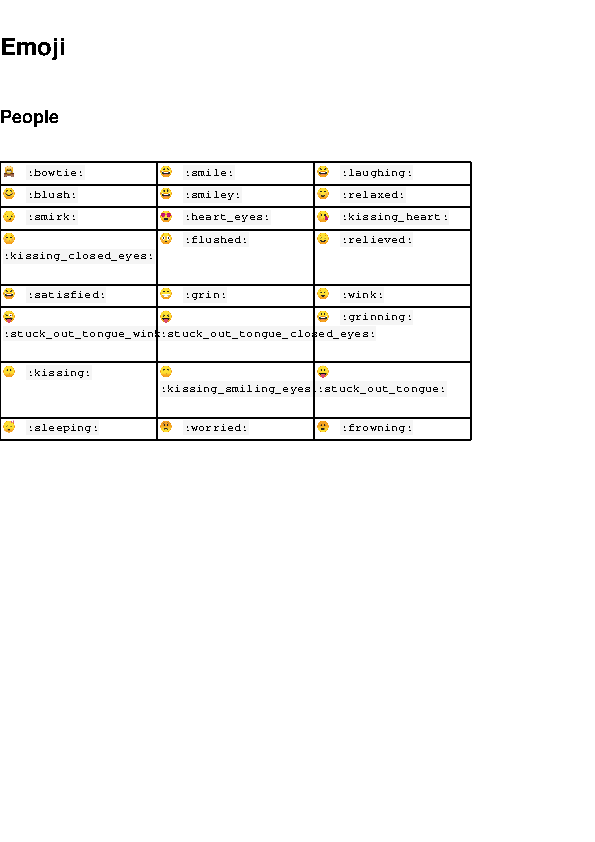 Emoji
People
:bowtie: :smile: :laughing:
:blush: :smiley: :relaxed:
:smirk: :heart_eyes: :kissing_heart:
:flushed: :relieved:
:kissing_closed_eyes:
:satisfied: :grin: :wink:
:grinning:
:stuck_out_tongue_wink :stuck_out_tongue_closed_eyes:
:kissing:
:kissing_smiling_eyes: :stuck_out_tongue:
:sleeping: :worried: :frowning: